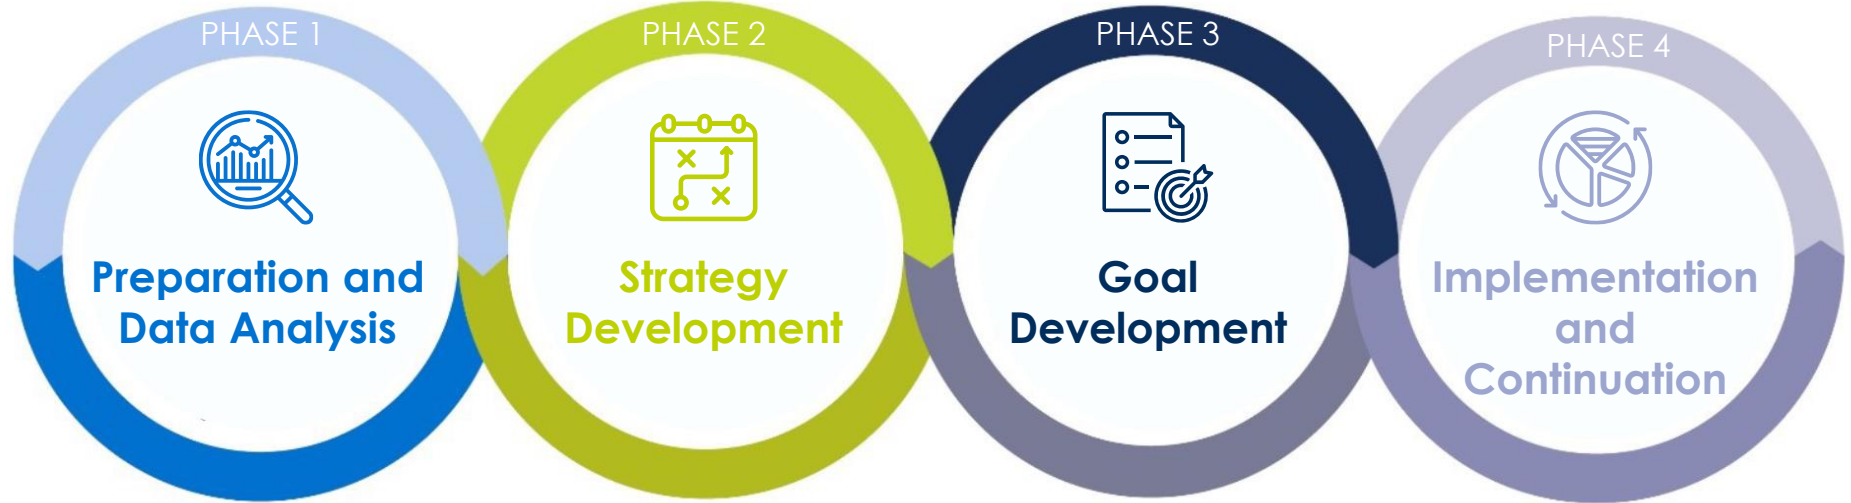 PHASE 1
Preparation and
Data Analysis
PHASE 2
Strategy
Development
PHASE 3
Goal
Development
PHASE 4
Implementation
and
Continuation